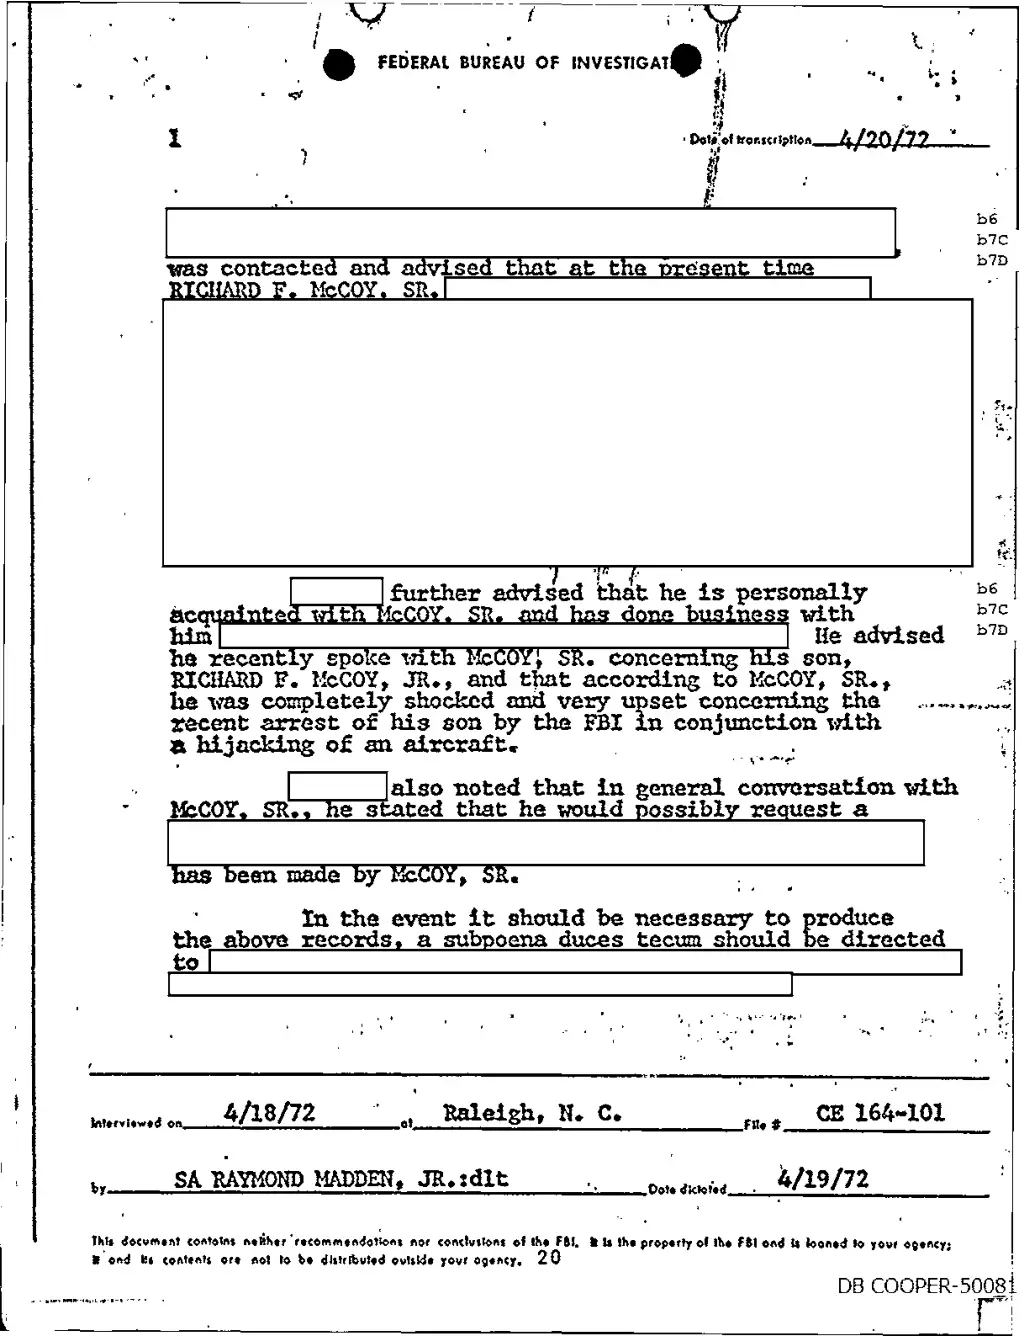 FEDERAL BUREAU OF INVESTIGAT
1
Date of transcription 4/20/72
b6
b7C
b7D
was contacted and advised that at the present time
RICHARD F. McCOY, SR.
b6
b7C
b7D
further advised that he is personally
acquainted with McCOY, SR. and has done business with
him He advised
he recently spoke with McCOY, SR. concerning his son,
RICHARD F. McCOY, JR., and that according to McCOY, SR.,
he was completely shocked and very upset concerning the
recent arrest of his son by the FBI in conjunction with
a hijacking of an aircraft.
also noted that in general conversation with
McCOY, SR., he stated that he would possibly request a
has been made by McCOY, SR.
In the event it should be necessary to produce
the above records, a subpoena duces tecum should be directed
to
Interviewed on 4/18/72 at Raleigh, N. C. File # CE 164-101
by SA RAYMOND MADDEN, JR.:dlt Date dictated 4/19/72
This document contains neither recommendations nor conclusions of the FBI. It is the property of the FBI and is loaned to your agency;
it and its contents are not to be distributed outside your agency. 20
DB COOPER-50081